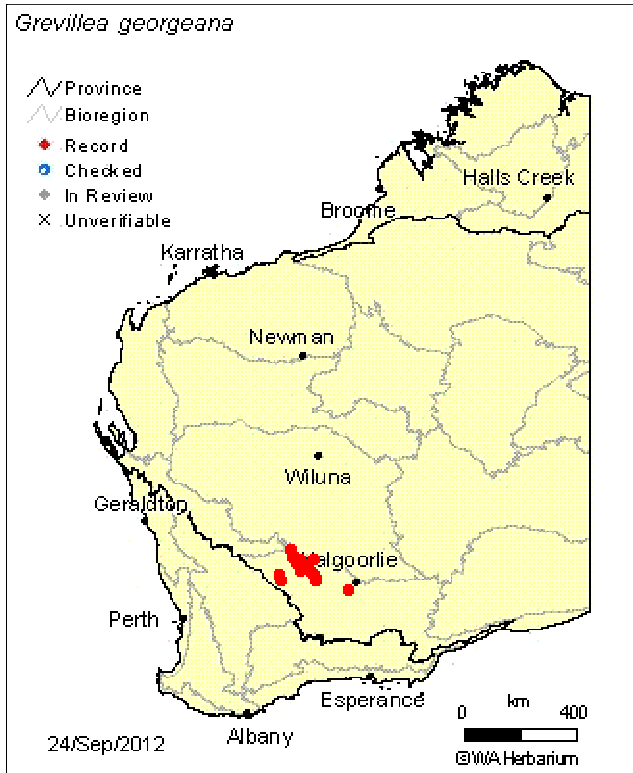 Grevillea georgeana
Province
Bioregion
Record
Checked
In Review
Unverifiable
Halls Creek
Broome
Karratha
Newman
Wiluna
Geraldton
Kalgoorlie
Perth
Esperance
Albany
km
0 400
24/Sep/2012
©WA Herbarium